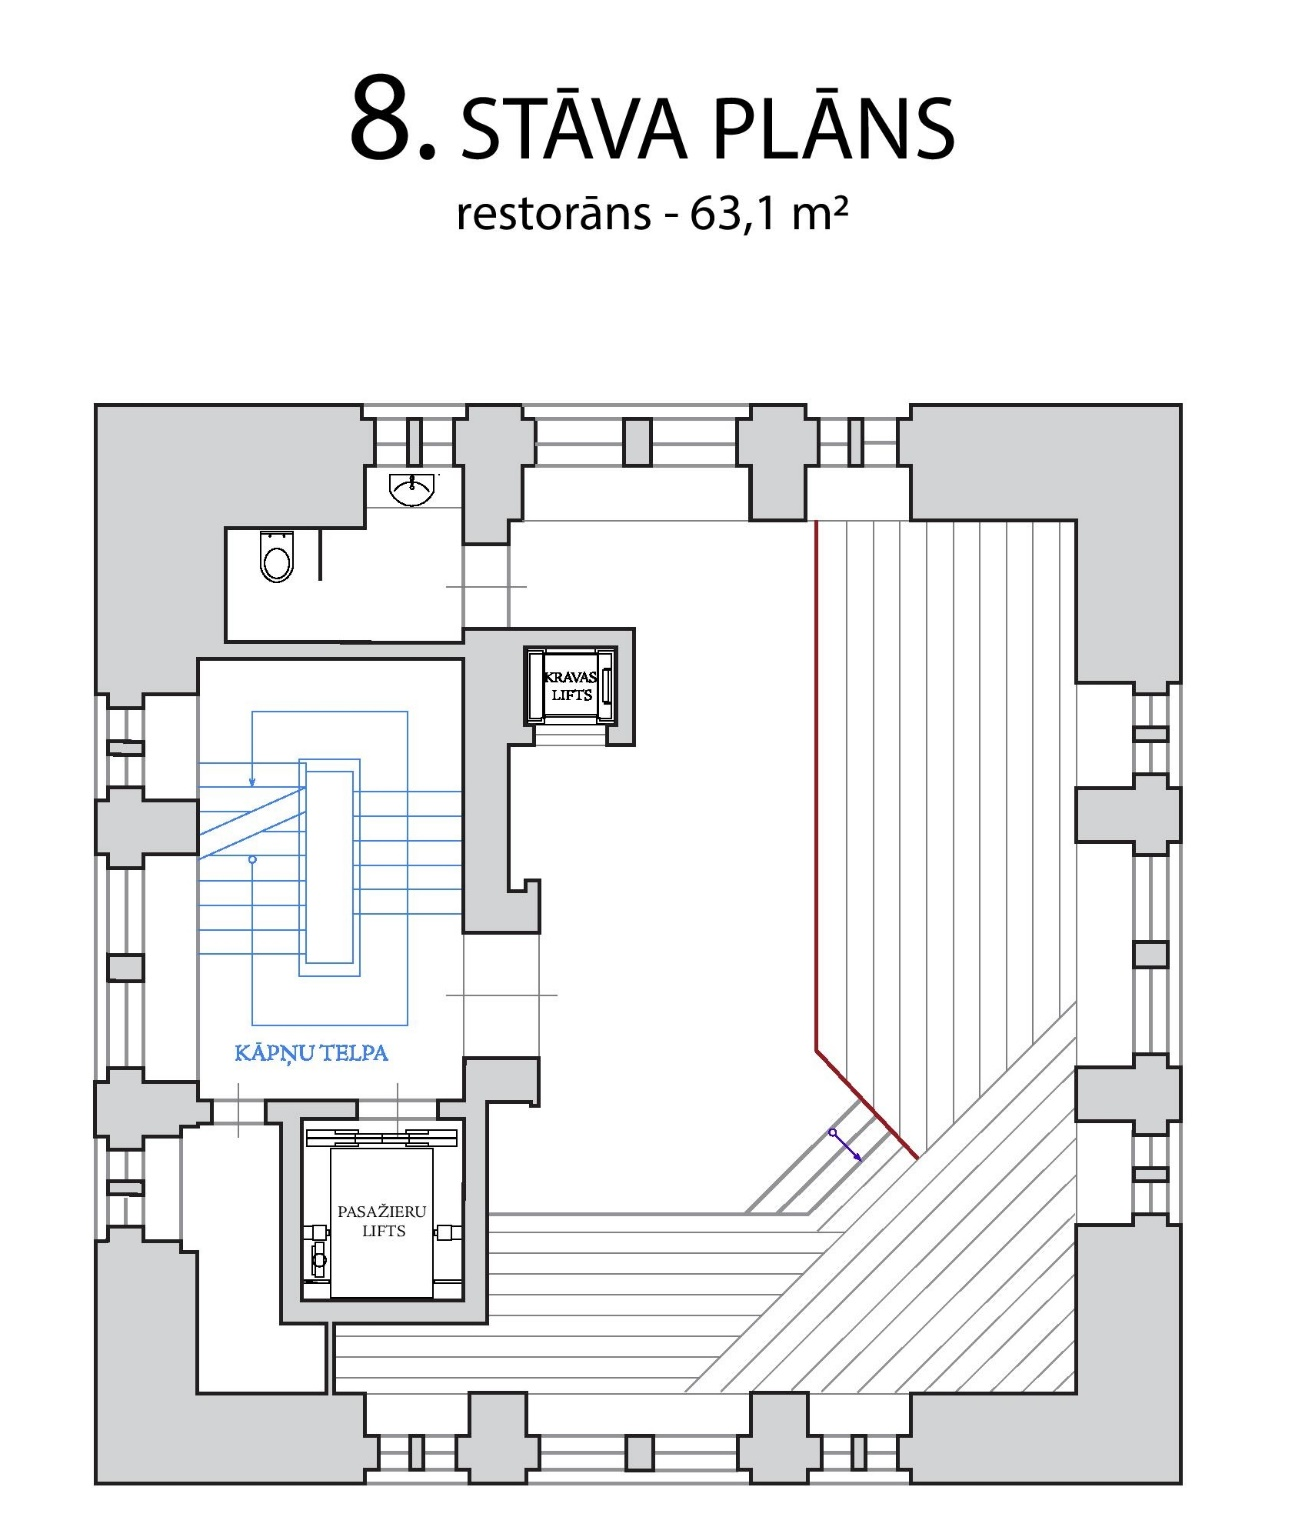 8. STĀVA PLĀNS
restorāns - 63,1 m²
KRAVAS
LIFTS
KĀPŅU TELPA
PASAŽIERU
LIFTS